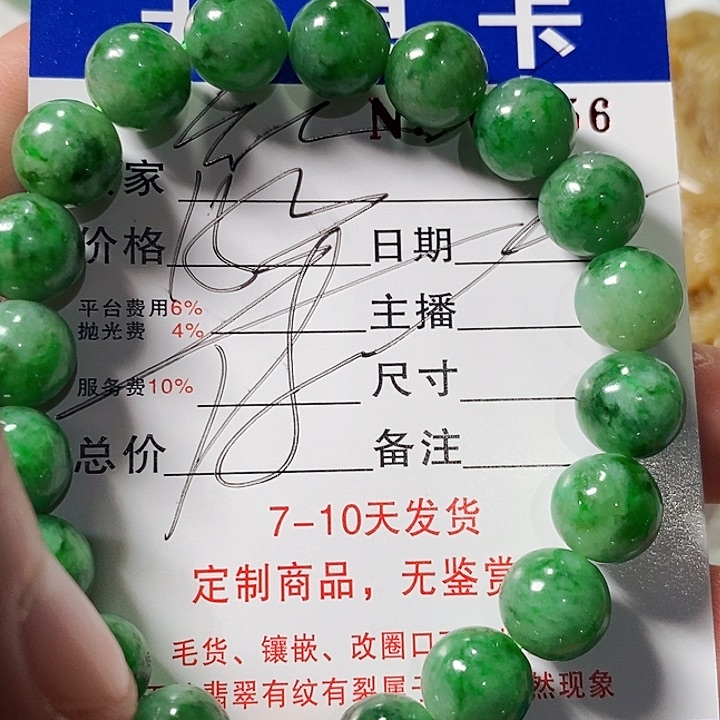 卡
56
家
价格 日期
平台费用6% 主播
抛光费 4%
服务费10% 尺寸
总价 备注
7-10天发货
定制商品，无鉴赏
毛货、镶嵌、改圈口
翡翠有纹有裂属 然现象